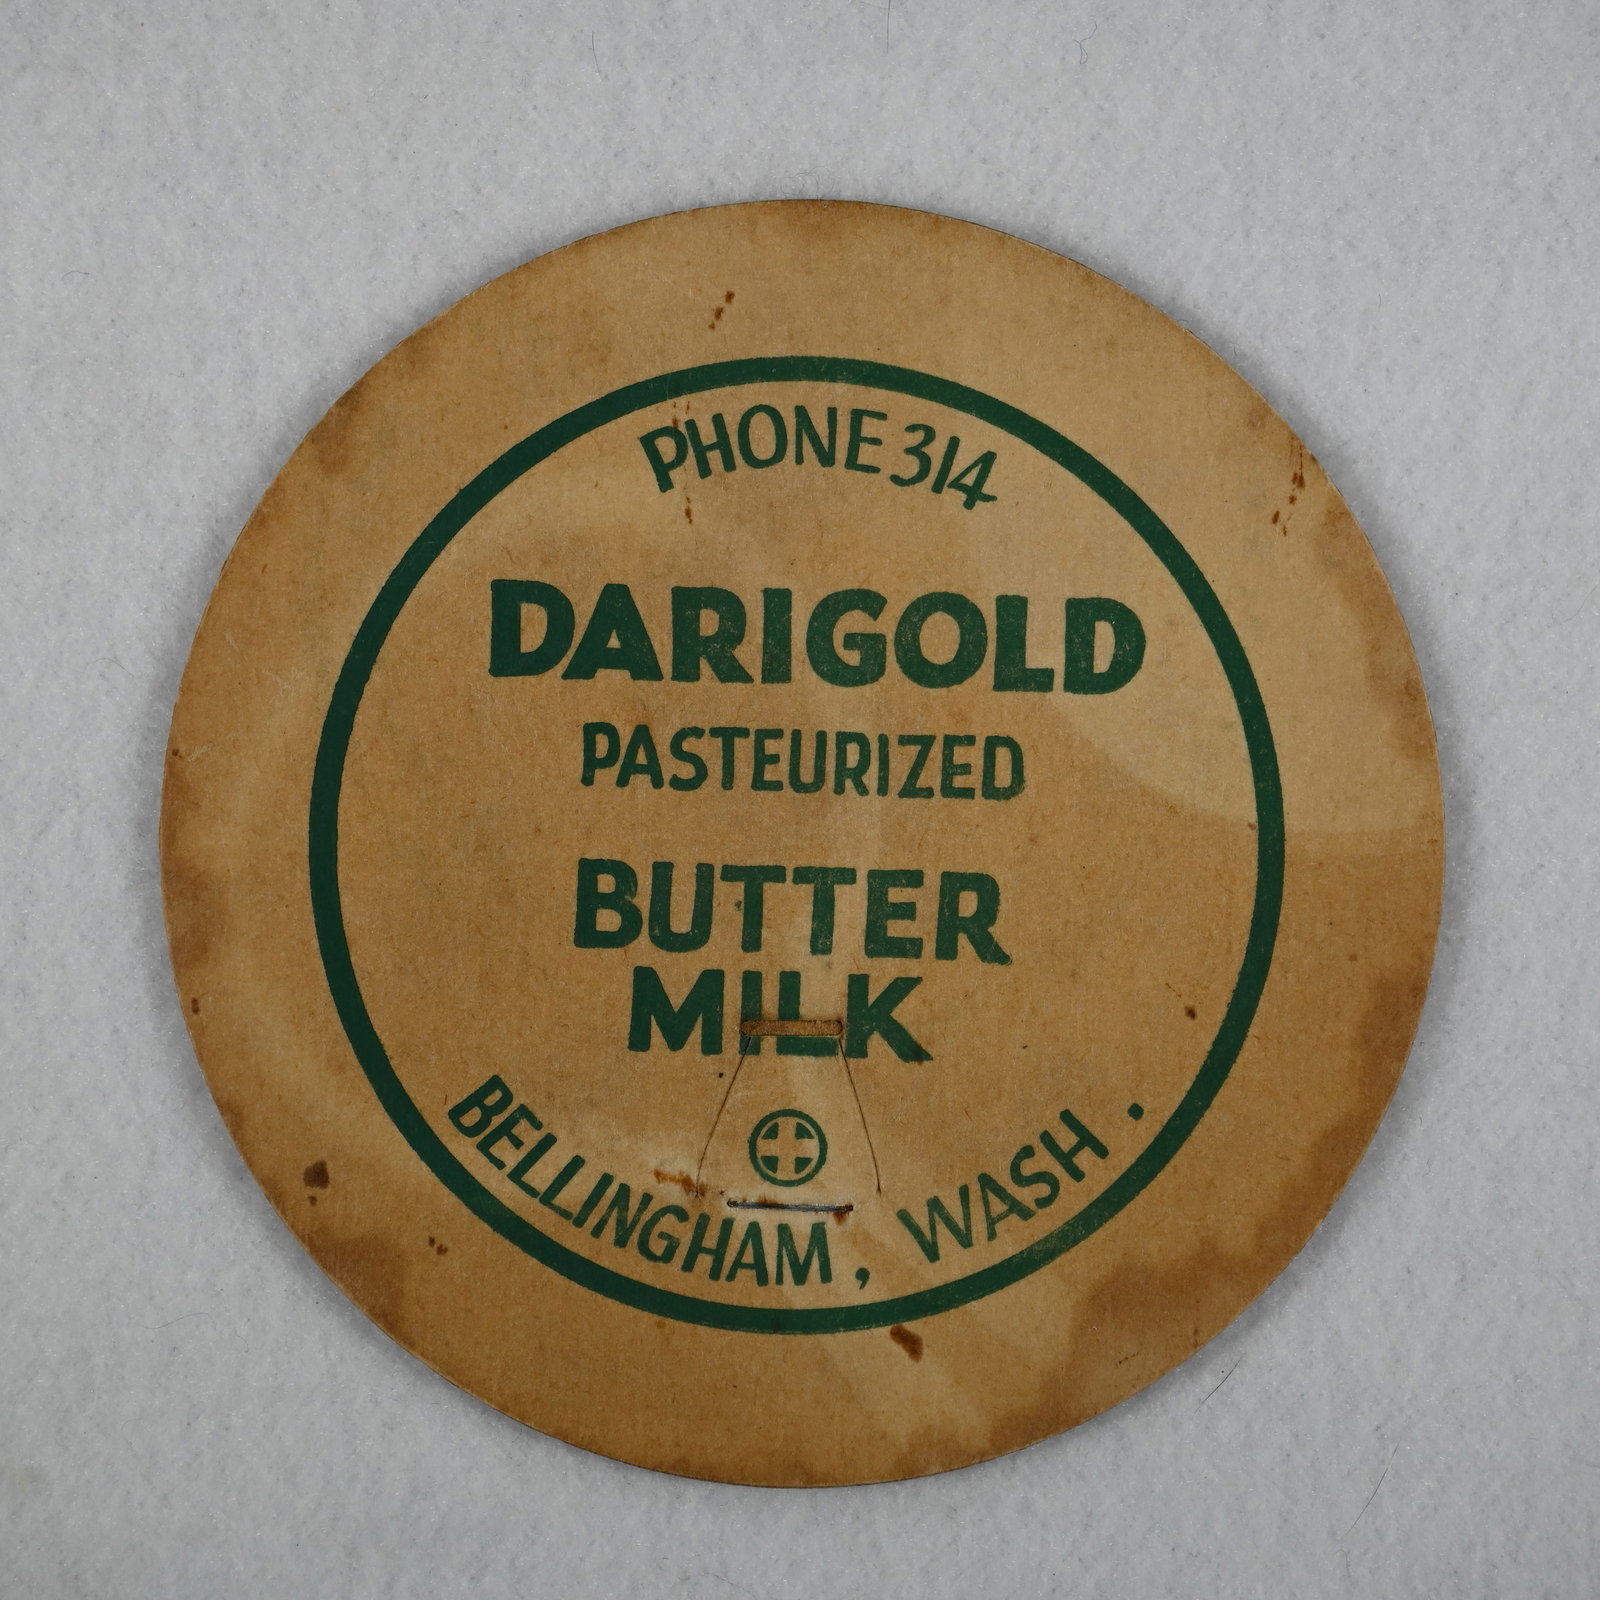 PHONE 314
DARIGOLD
PASTEURIZED
BUTTER
MILK
BELLINGHAM, WASH.